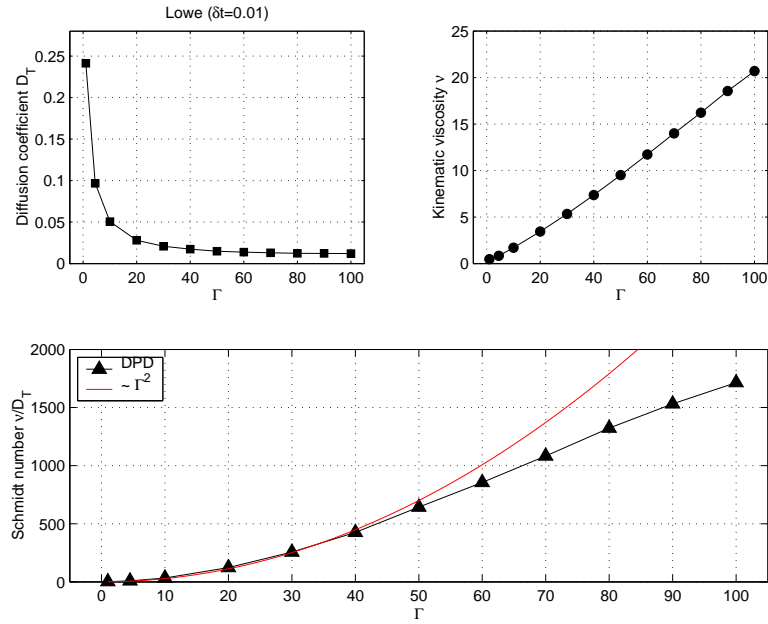 Lowe (δt=0.01)
Diffusion coefficient D_T
0.25
0.2
0.15
0.1
0.05
0
0 20 40 60 80 100
Γ
Kinematic viscosity ν
25
20
15
10
5
0
0 20 40 60 80 100
Γ
Schmidt number ν/D_T
2000
1500
1000
500
0
DPD
~ Γ^2
0 10 20 30 40 50 60 70 80 90 100
Γ